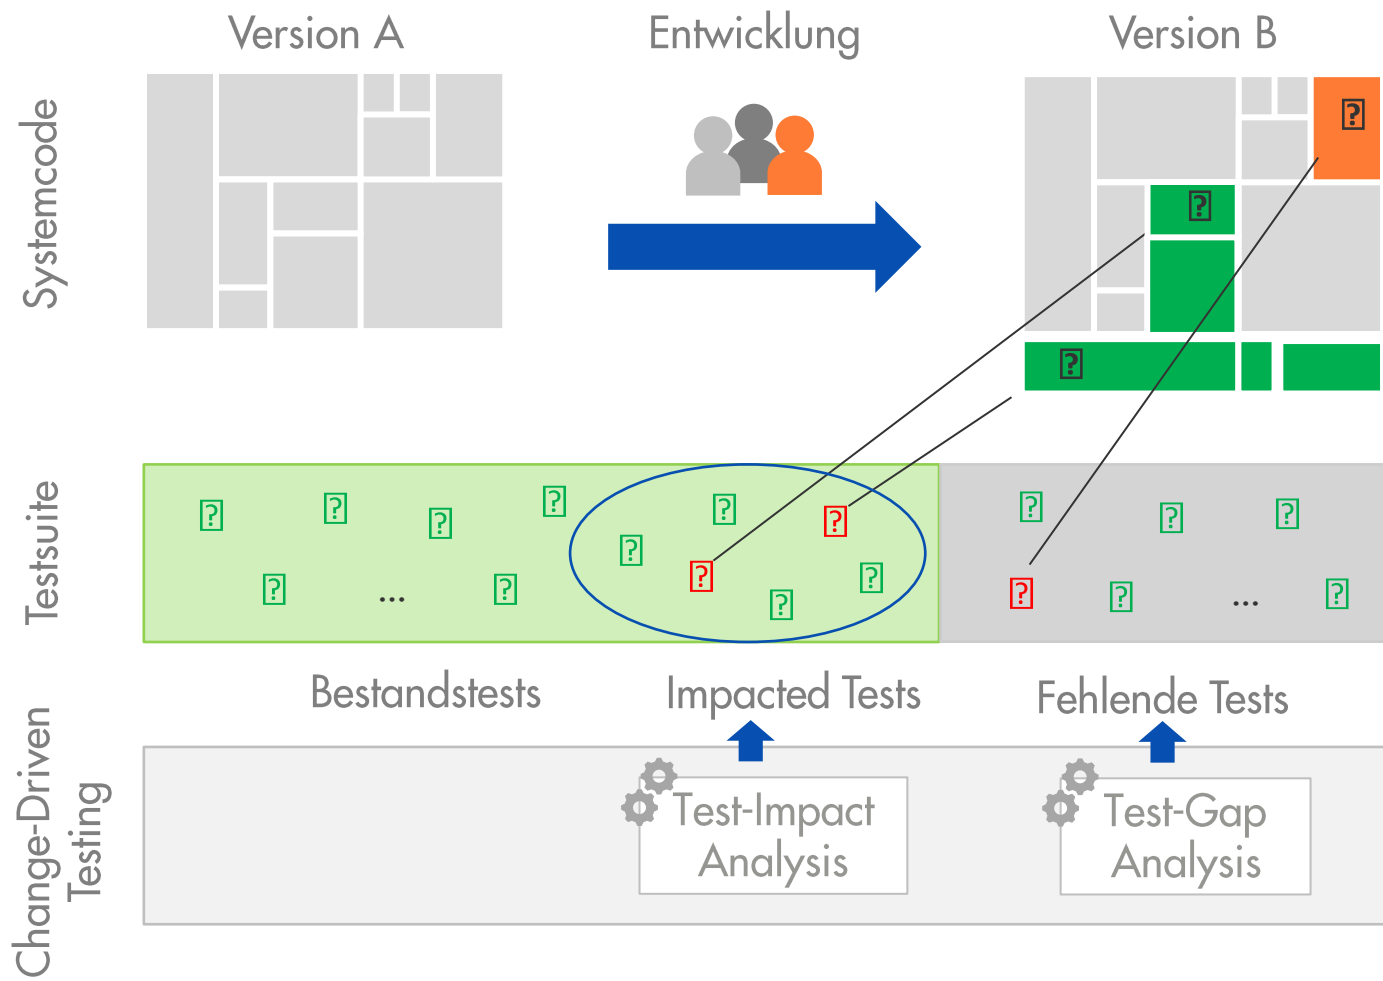 Version A
Entwicklung
Version B
Systemcode
Testsuite
...
...
Bestandstests
Impacted Tests
Fehlende Tests
Change-Driven
Testing
Test-Impact
Analysis
Test-Gap
Analysis